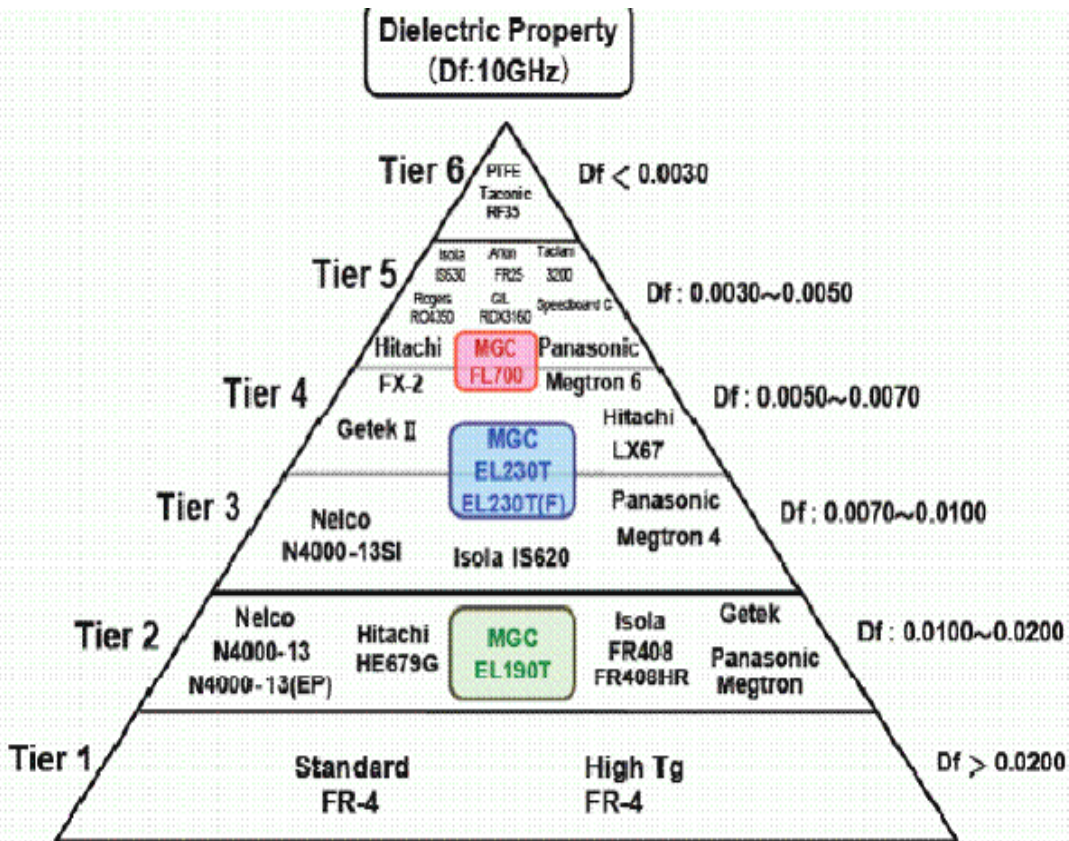 Dielectric Property
(Df:10GHz)
Tier 6
PTFE
Taconic
RF35
Df < 0.0030
Tier 5
Isola
IS630
Arlon
FR25
Taclam
3200
Rogers
RO4350
GIL
RDX3160
Speedboard C
Df : 0.0030~0.0050
Hitachi
FX-2
MGC
FL700
Panasonic
Megtron 6
Tier 4
Getek II
MGC
EL230T
EL230T(F)
Hitachi
LX67
Df : 0.0050~0.0070
Tier 3
Nelco
N4000-13SI
Isola IS620
Panasonic
Megtron 4
Df : 0.0070~0.0100
Tier 2
Nelco
N4000-13
N4000-13(EP)
Hitachi
HE679G
MGC
EL190T
Isola
FR408
FR408HR
Getek
Panasonic
Megtron
Df : 0.0100~0.0200
Tier 1
Standard
FR-4
High Tg
FR-4
Df > 0.0200